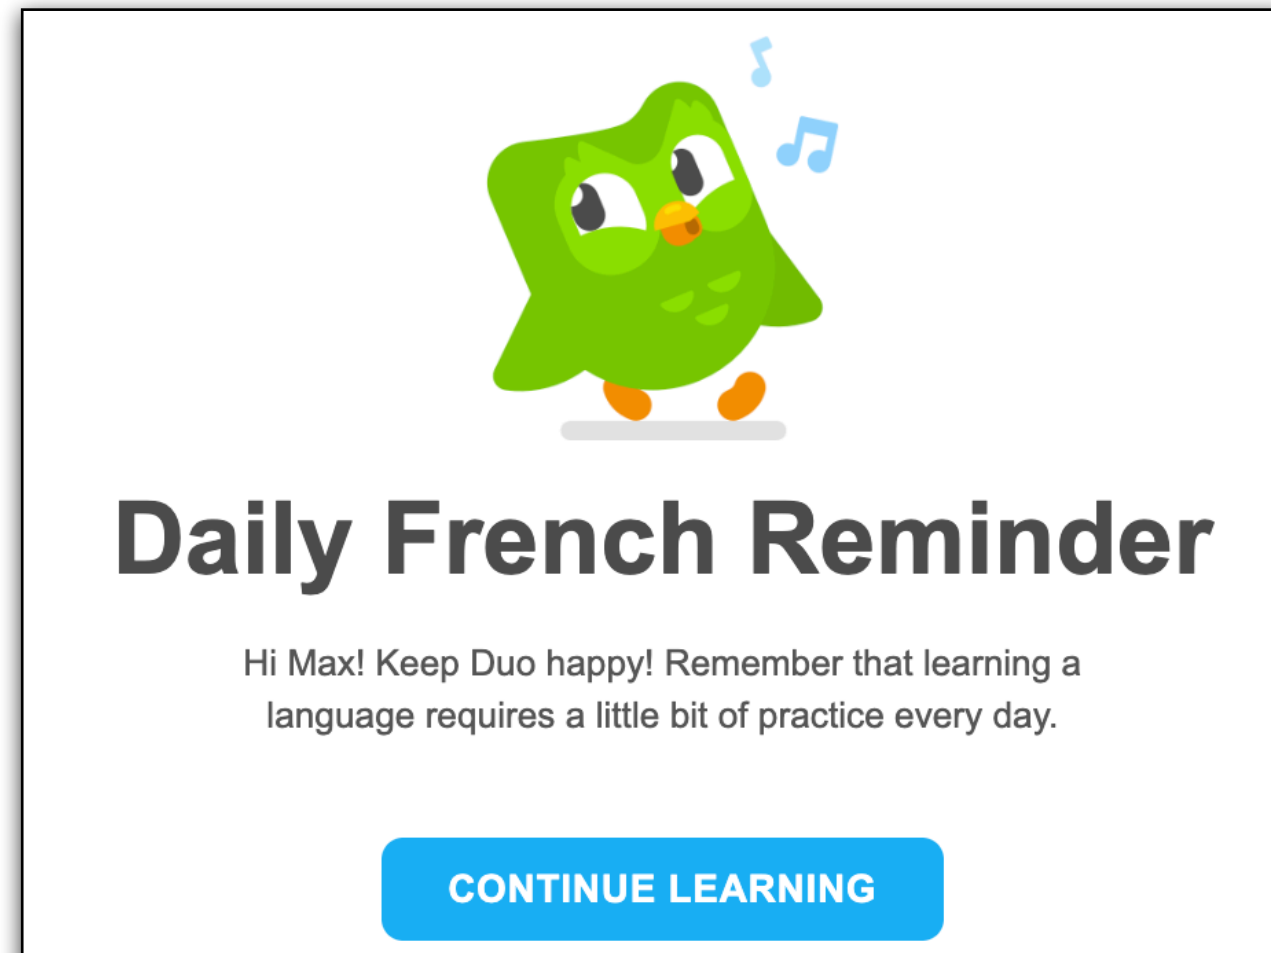 Daily French Reminder
Hi Max! Keep Duo happy! Remember that learning a
language requires a little bit of practice every day.
CONTINUE LEARNING